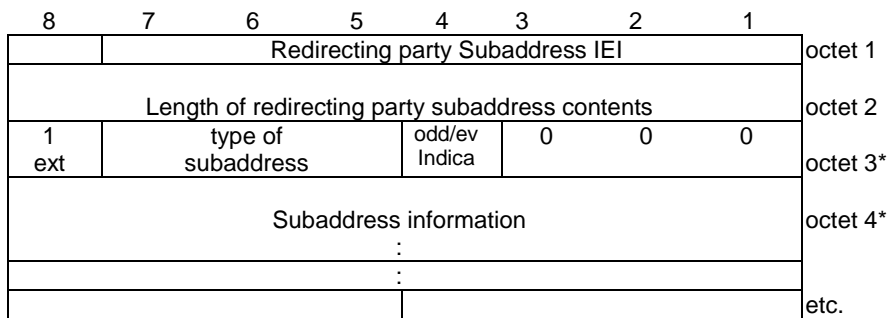 8 7 6 5 4 3 2 1
Redirecting party Subaddress IEI octet 1
Length of redirecting party subaddress contents octet 2
1 type of odd/ev 0 0 0
ext subaddress Indica octet 3*
Subaddress information octet 4*
:
:
etc.